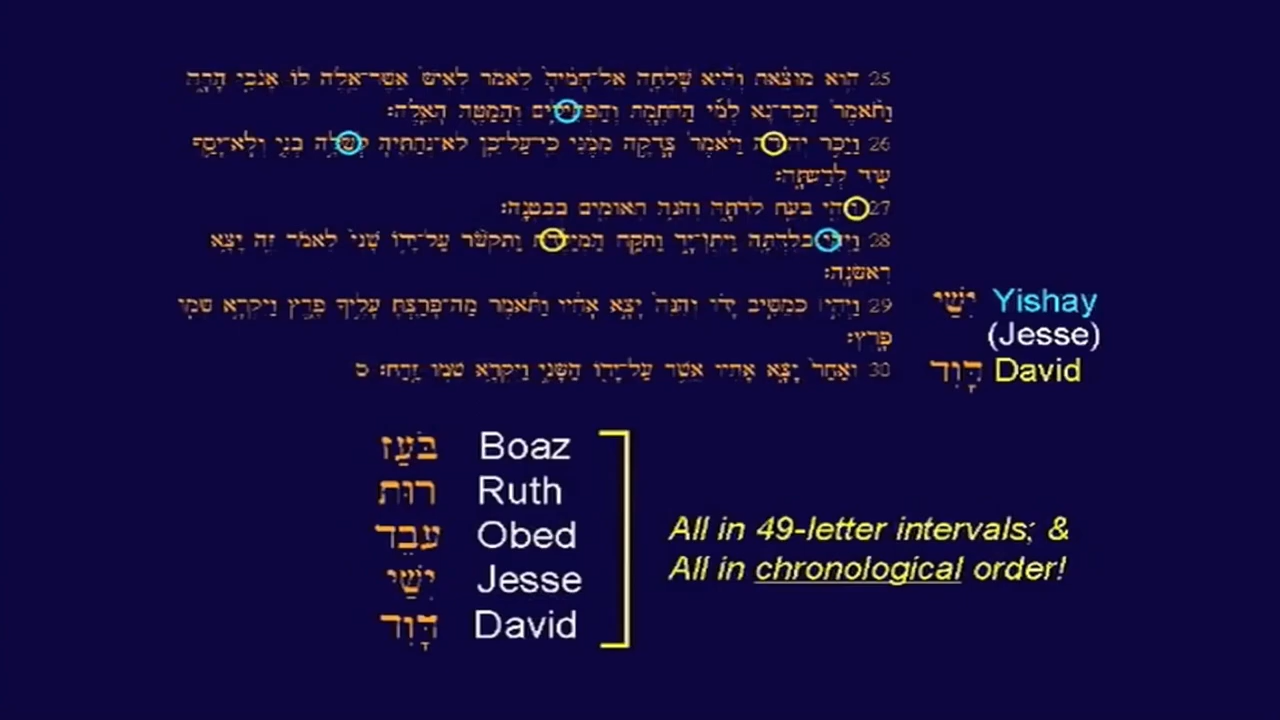 25 הִוא מוּצֵאת וְהִיא שָׁלְחָה אֶל־חָמִיהָ לֵאמֹר לְאִישׁ אֲשֶׁר־אֵלֶּה לּוֹ אָנֹכִי הָרָה
וַתֹּאמֶר הַכֶּר־נָא לְמִי הַחֹתֶמֶת וְהַפְּתִילִים וְהַמַּטֶּה הָאֵלֶּה׃
26 וַיַּכֵּר יְהוּדָה וַיֹּאמֶר צָדְקָה מִמֶּנִּי כִּי־עַל־כֵּן לֹא־נְתַתִּיהָ לְשֵׁלָה בְנִי וְלֹא־יָסַף
עוֹד לְדַעְתָּהּ׃
27 וַיְהִי בְּעֵת לִדְתָּהּ וְהִנֵּה תְאוֹמִים בְּבִטְנָהּ׃
28 וַיְהִי בְלִדְתָּהּ וַיִּתֶּן־יָד וַתִּקַּח הַמְיַלֶּדֶת וַתִּקְשֹׁר עַל־יָדוֹ שָׁנִי לֵאמֹר זֶה יָצָא
רִאשֹׁנָה׃
29 וַיְהִי כְּמֵשִׁיב יָדוֹ וְהִנֵּה יָצָא אָחִיו וַתֹּאמֶר מַה־פָּרַצְתָּ עָלֶיךָ פָּרֶץ וַיִּקְרָא שְׁמוֹ
פָּרֶץ׃
30 וְאַחַר יָצָא אָחִיו אֲשֶׁר עַל־יָדוֹ הַשָּׁנִי וַיִּקְרָא שְׁמוֹ זָרַח׃ ס
יִשַׁי Yishay
(Jesse)
דָּוִד David
בֹּעַז Boaz
רוּת Ruth
עֹבֵד Obed
יִשַׁי Jesse
דָּוִד David
All in 49-letter intervals; &
All in chronological order!